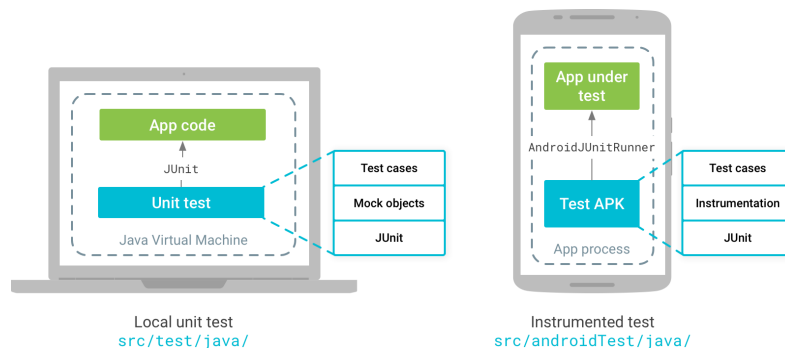 App code
JUnit
Unit test
Java Virtual Machine
Test cases
Mock objects
JUnit
Local unit test
src/test/java/
App under
test
AndroidJUnitRunner
Test APK
App process
Test cases
Instrumentation
JUnit
Instrumented test
src/androidTest/java/